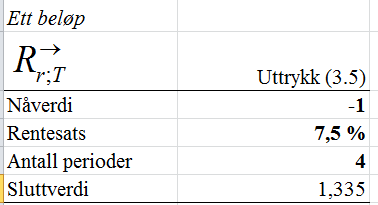 Ett beløp
R→r;T
Uttrykk (3.5)
Nåverdi -1
Rentesats 7,5 %
Antall perioder 4
Sluttverdi 1,335